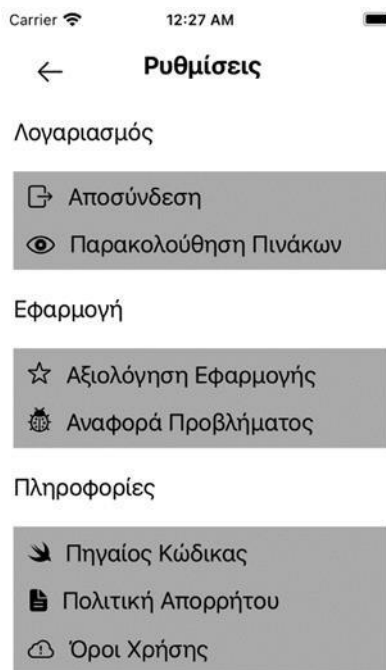 Carrier 12:27 AM
Ρυθμίσεις
Λογαριασμός
Αποσύνδεση
Παρακολούθηση Πινάκων
Εφαρμογή
Αξιολόγηση Εφαρμογής
Αναφορά Προβλήματος
Πληροφορίες
Πηγαίος Κώδικας
Πολιτική Απορρήτου
Όροι Χρήσης